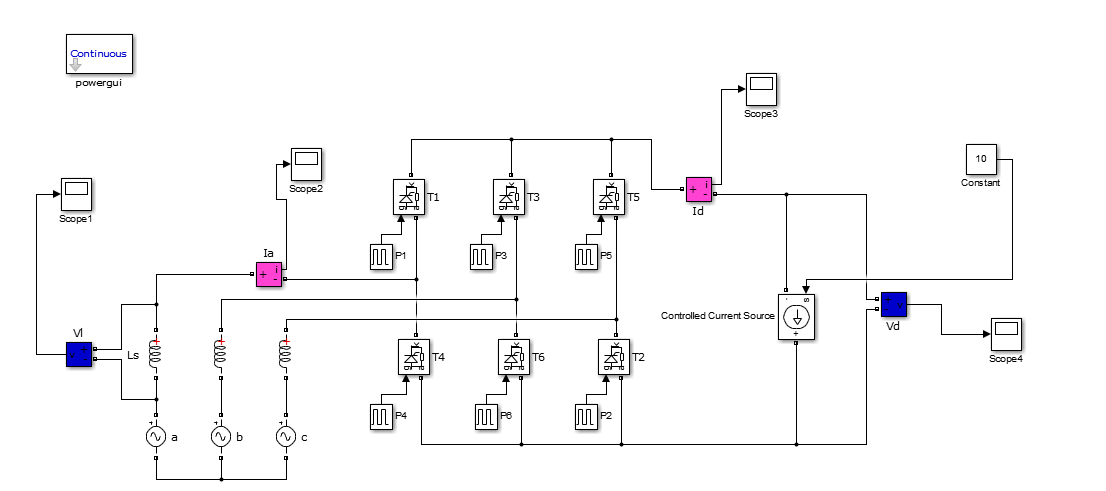 Continuous
powergui
Scope3
10
Constant
Scope2
Scope1
T1
T3
T5
i
+
-
Id
P1
P3
P5
Ia
i
+
-
Controlled Current Source
s
-
+
Vd
Scope4
Vl
Ls
T4
T6
T2
P4
P6
P2
a
b
c